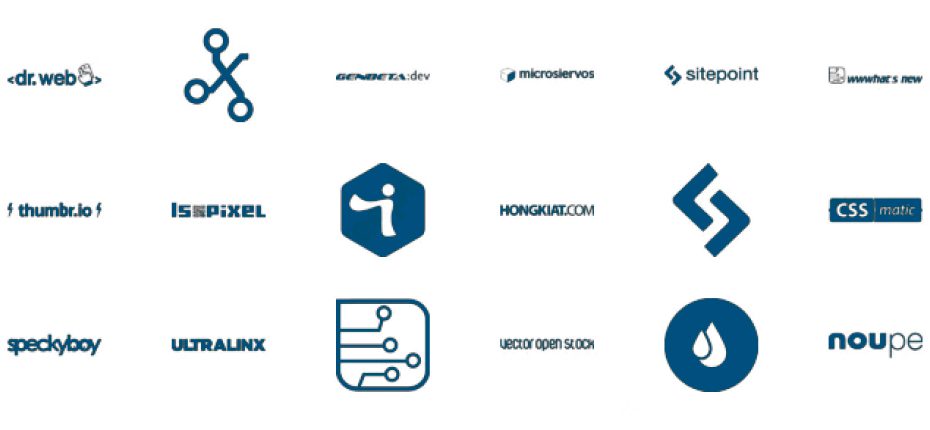 <dr.web>
GENBETA:dev
microsiervos
sitepoint
wwwhat's new
thumbr.io
ISOPIXEL
HONGKIAT.COM
CSS matic
speckyboy
ULTRALINX
vector open stock
noupe